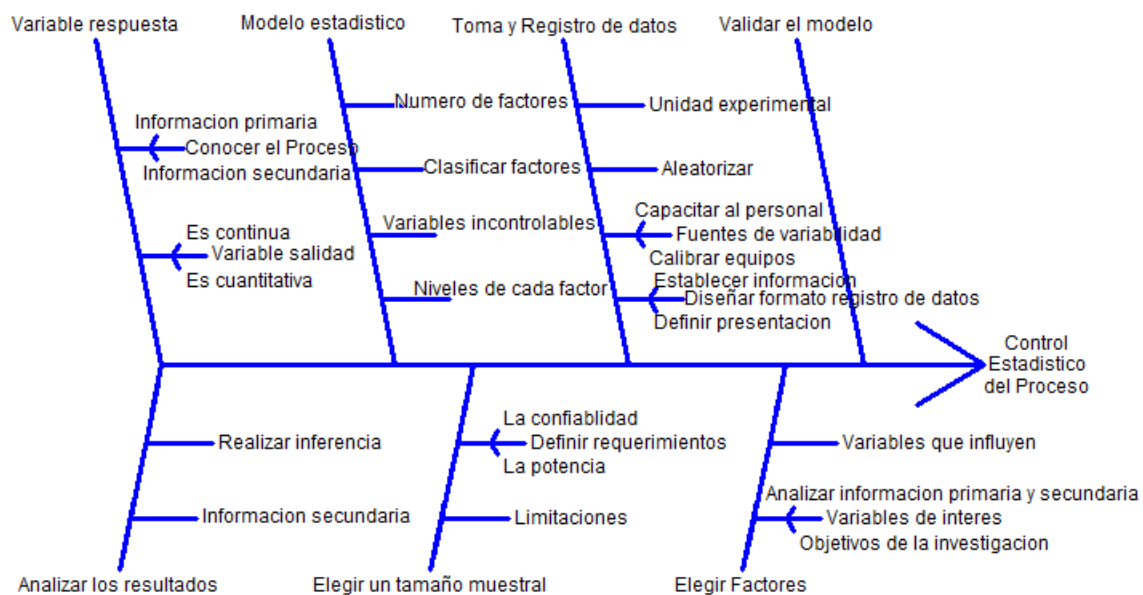 Variable respuesta
Modelo estadistico
Toma y Registro de datos
Validar el modelo
Informacion primaria
Conocer el Proceso
Informacion secundaria
Es continua
Variable salidad
Es cuantitativa
Numero de factores
Clasificar factores
Variables incontrolables
Niveles de cada factor
Unidad experimental
Aleatorizar
Capacitar al personal
Fuentes de variabilidad
Calibrar equipos
Establecer informacion
Diseñar formato registro de datos
Definir presentacion
Control
Estadistico
del Proceso
Realizar inferencia
Informacion secundaria
Analizar los resultados
La confiablidad
Definir requerimientos
La potencia
Limitaciones
Elegir un tamaño muestral
Variables que influyen
Analizar informacion primaria y secundaria
Variables de interes
Objetivos de la investigacion
Elegir Factores